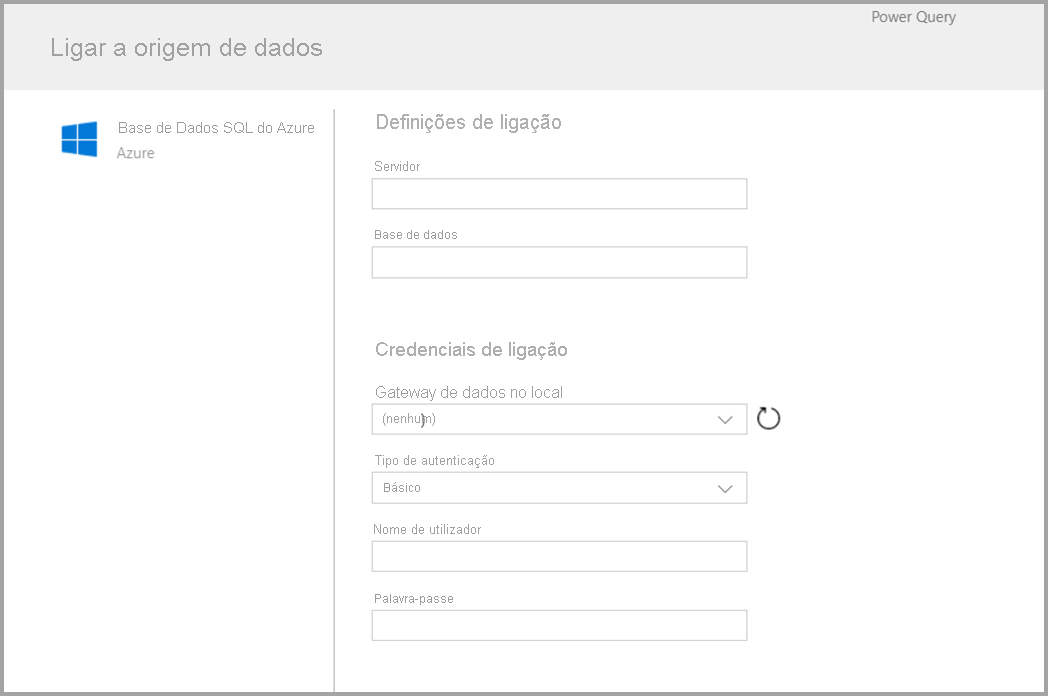 Power Query
Ligar a origem de dados
Base de Dados SQL do Azure
Azure
Definições de ligação
Servidor
Base de dados
Credenciais de ligação
Gateway de dados no local
(nenhum)
Tipo de autenticação
Básico
Nome de utilizador
Palavra-passe